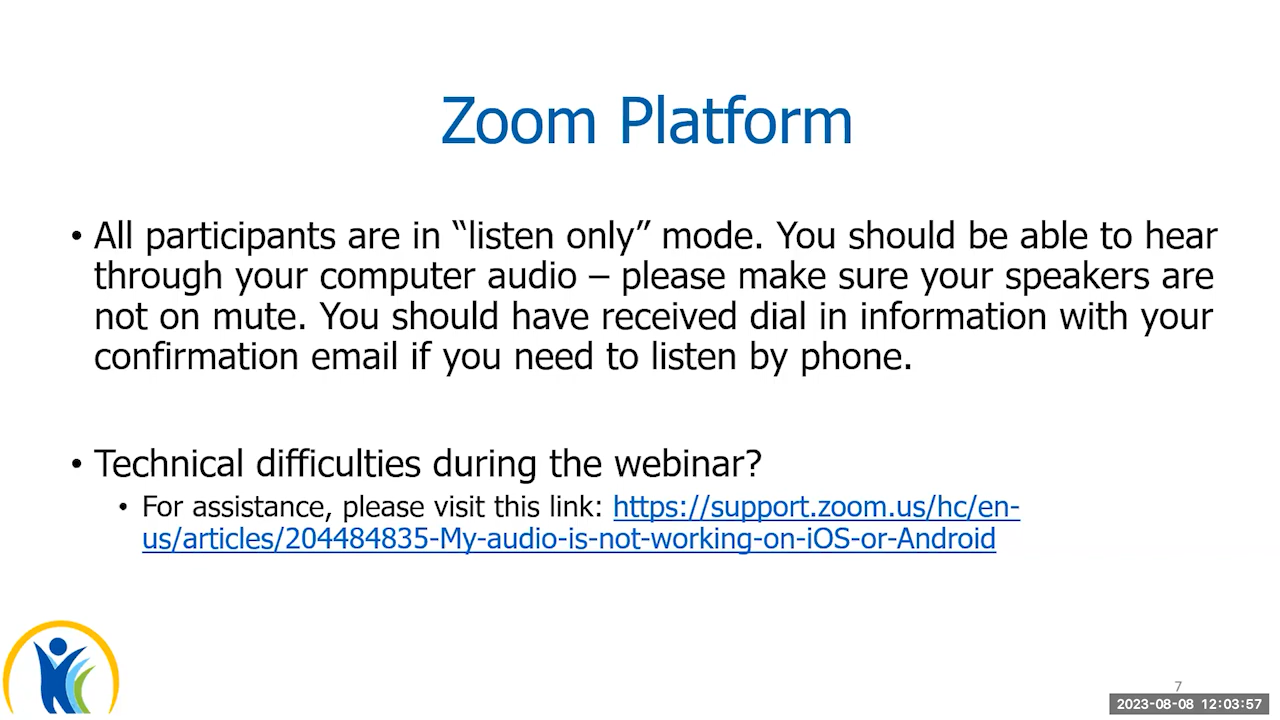 Zoom Platform
• All participants are in “listen only” mode. You should be able to hear
through your computer audio – please make sure your speakers are
not on mute. You should have received dial in information with your
confirmation email if you need to listen by phone.
• Technical difficulties during the webinar?
• For assistance, please visit this link: https://support.zoom.us/hc/en-
us/articles/204484835-My-audio-is-not-working-on-iOS-or-Android
7
2023-08-08 12:03:57